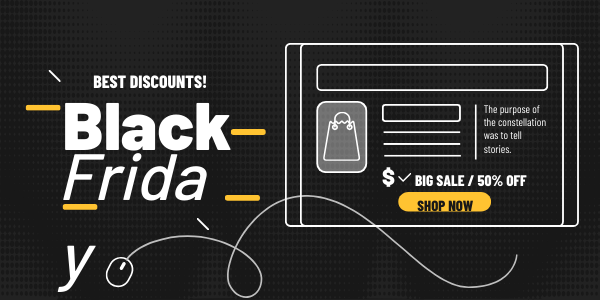 BEST DISCOUNTS!
Black
Frida
y
The purpose of
the constellation
was to tell
stories.
$ BIG SALE / 50% OFF
SHOP NOW